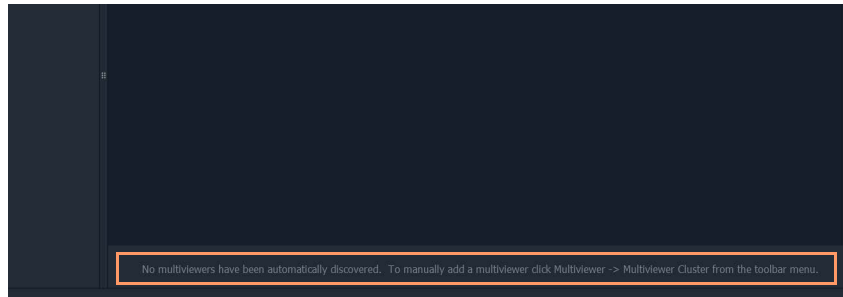 No multiviewers have been automatically discovered.  To manually add a multiviewer click Multiviewer -> Multiviewer Cluster from the toolbar menu.